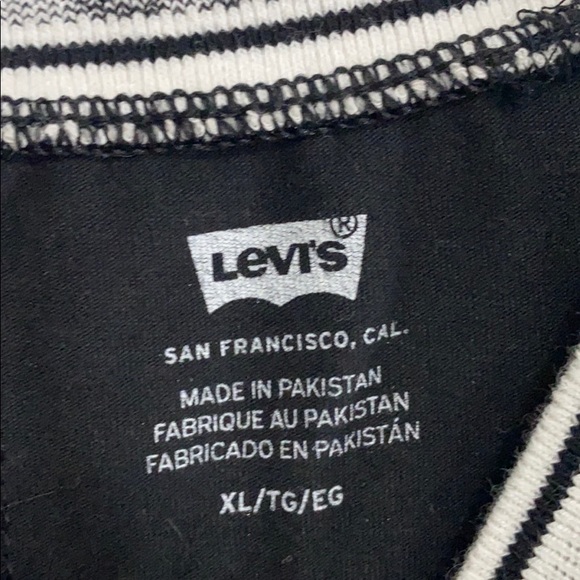 Levi's®
SAN FRANCISCO, CAL.
MADE IN PAKISTAN
FABRIQUE AU PAKISTAN
FABRICADO EN PAKISTÁN
XL/TG/EG